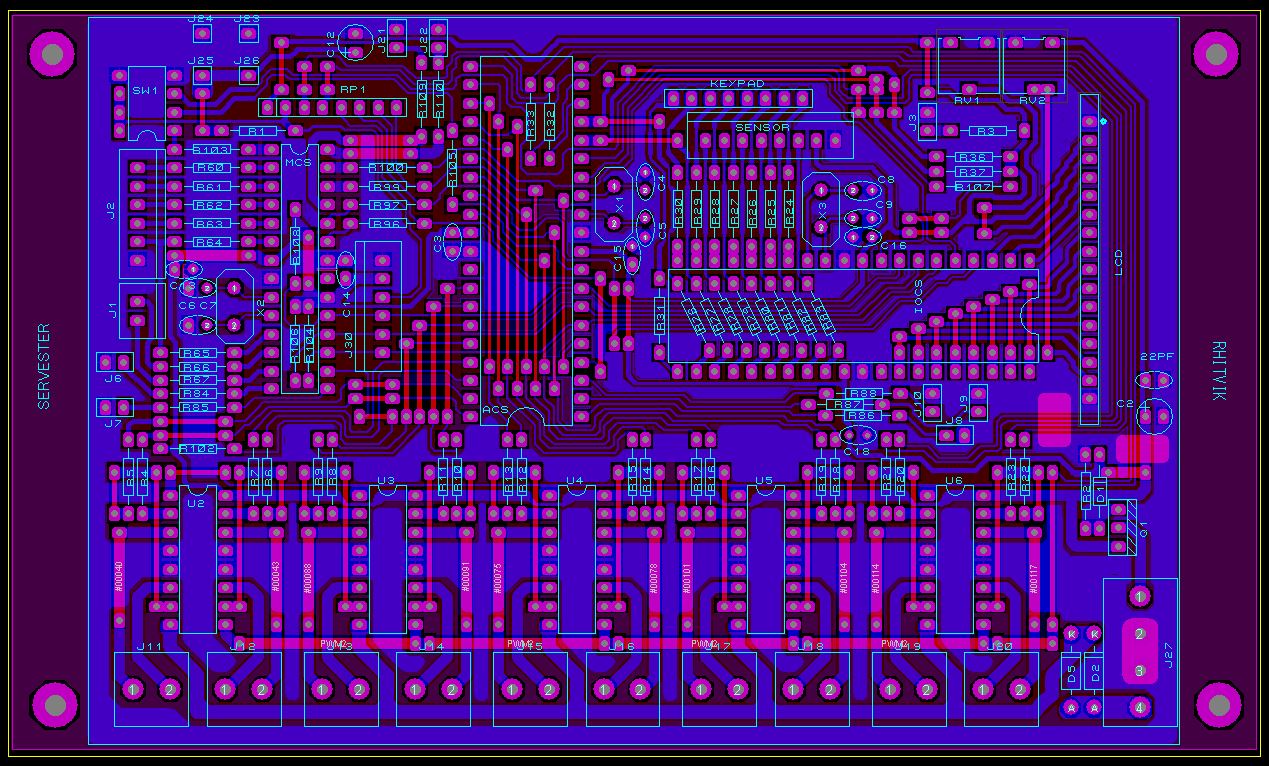 J24 J23
C12 J21 J22
J25 J26
SW1 RP1 R109 R110
KEYPAD
RV1 RV2
R1 R33 R32 SENSOR J3 R3
R103 MCS
R60 R100 R105 R36
R61 R99 C4 R37
R62 R97 X1 R107
R63 R96 C8
R64 J2 C9
R108 C3 C5 C15 R30 R29 R28 R27 R26 R25 R24 X3 C16
LCD
C6 C7 X2 C14 J30 R31 IOCS
J1 R106 R104
SERVESTER
RHITVIK
R65
R66
R67
R84
R85
J6
J7
R102
22PF
C2
R88
R87
R86
J10 J9
J8
C18
ACS
R5 R4 R7 R6 R9 R8 R11 R10 R13 R12 R15 R14 R17 R16 R19 R18 R21 R20 R23 R22 R2 D1
U2 U3 U4 U5 U6
Q1
#00040 #00043 #00088 #00091 #00075 #00078 #00101 #00104 #00114 #00117
PWM2 PWM2 PWM2 PWM2
J11 J12 J13 J14 J15 J16 J17 J18 J19 J20
1 2 1 2 1 2 1 2 1 2 1 2 1 2 1 2 1 2 1 2
K K
D5 D2
A A
1
2
3
4
J27